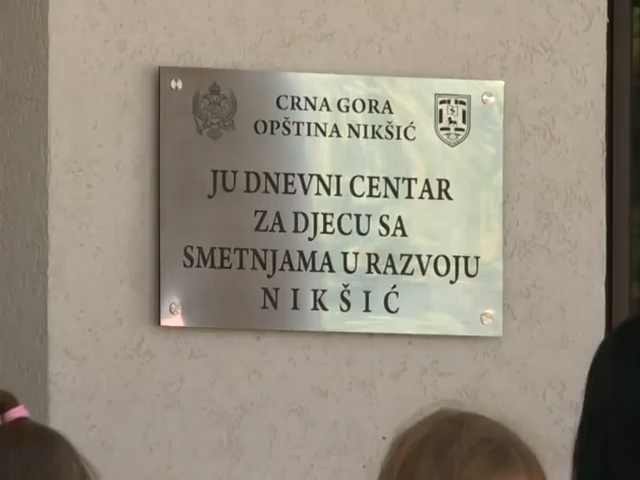 CRNA GORA
OPŠTINA NIKŠIĆ
JU DNEVNI CENTAR
ZA DJECU SA
SMETNJAMA U RAZVOJU
NIKŠIĆ